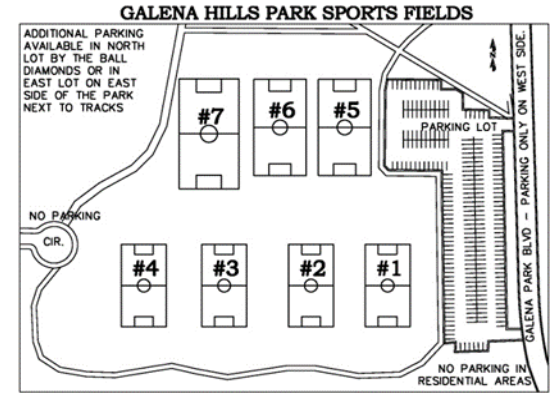 GALENA HILLS PARK SPORTS FIELDS
ADDITIONAL PARKING
AVAILABLE IN NORTH
LOT BY THE BALL
DIAMONDS OR IN
EAST LOT ON EAST
SIDE OF THE PARK
NEXT TO TRACKS
#7
#6
#5
PARKING LOT
GALENA PARK BLVD - PARKING ONLY ON WEST SIDE.
NO PARKING
CIR.
#4
#3
#2
#1
NO PARKING IN
RESIDENTIAL AREAS